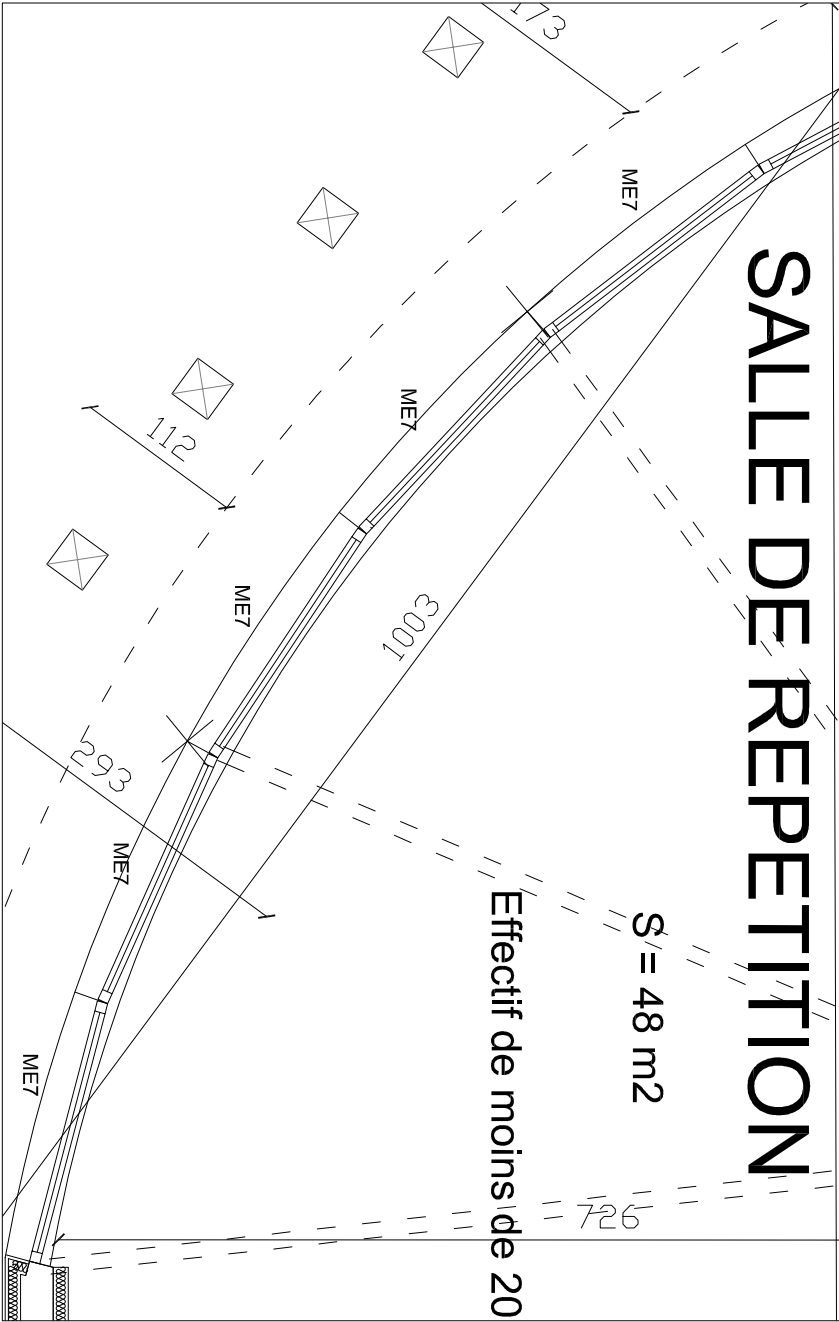 SALLE DE REPETITION
S = 48 m2
Effectif de moins de 20
173
ME7
ME7
112
ME7
1003
293
ME7
ME7
726